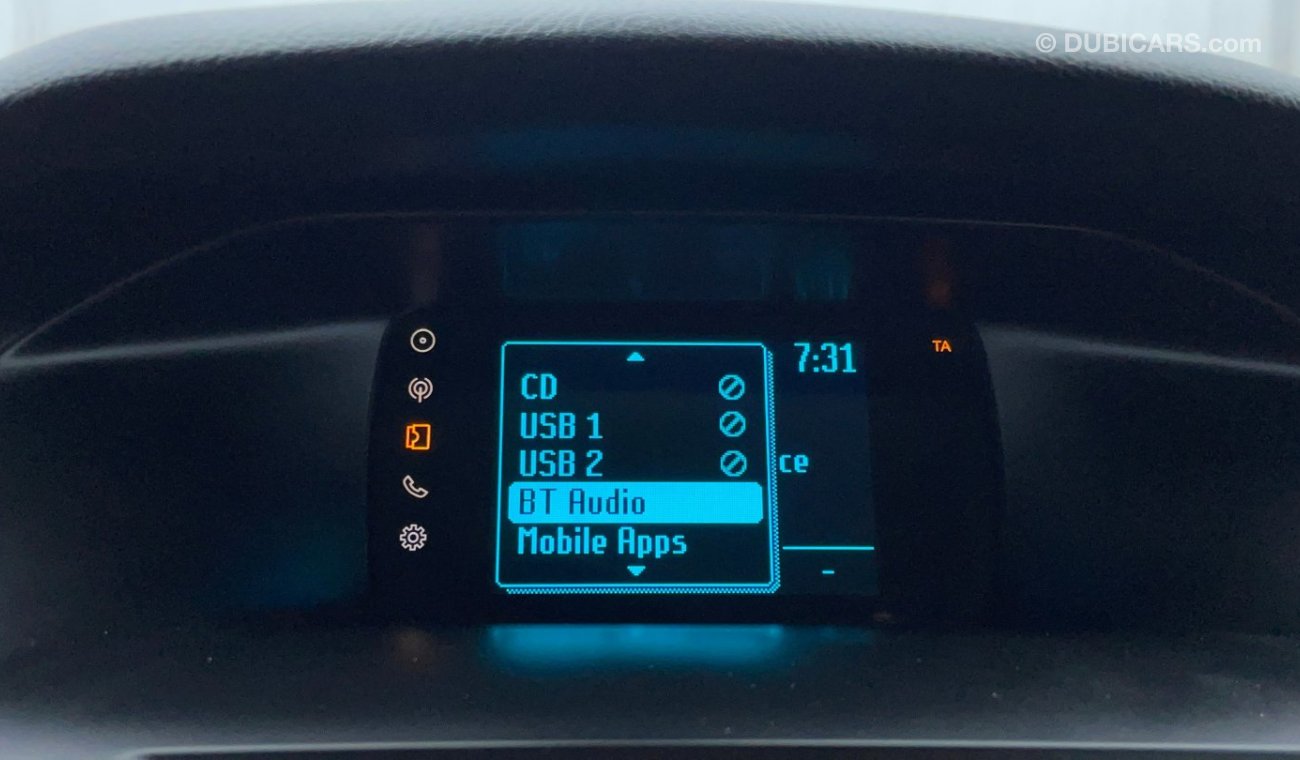 © DUBICARS.com
7:31
TA
CD
USB 1
USB 2
ce
BT Audio
Mobile Apps
-